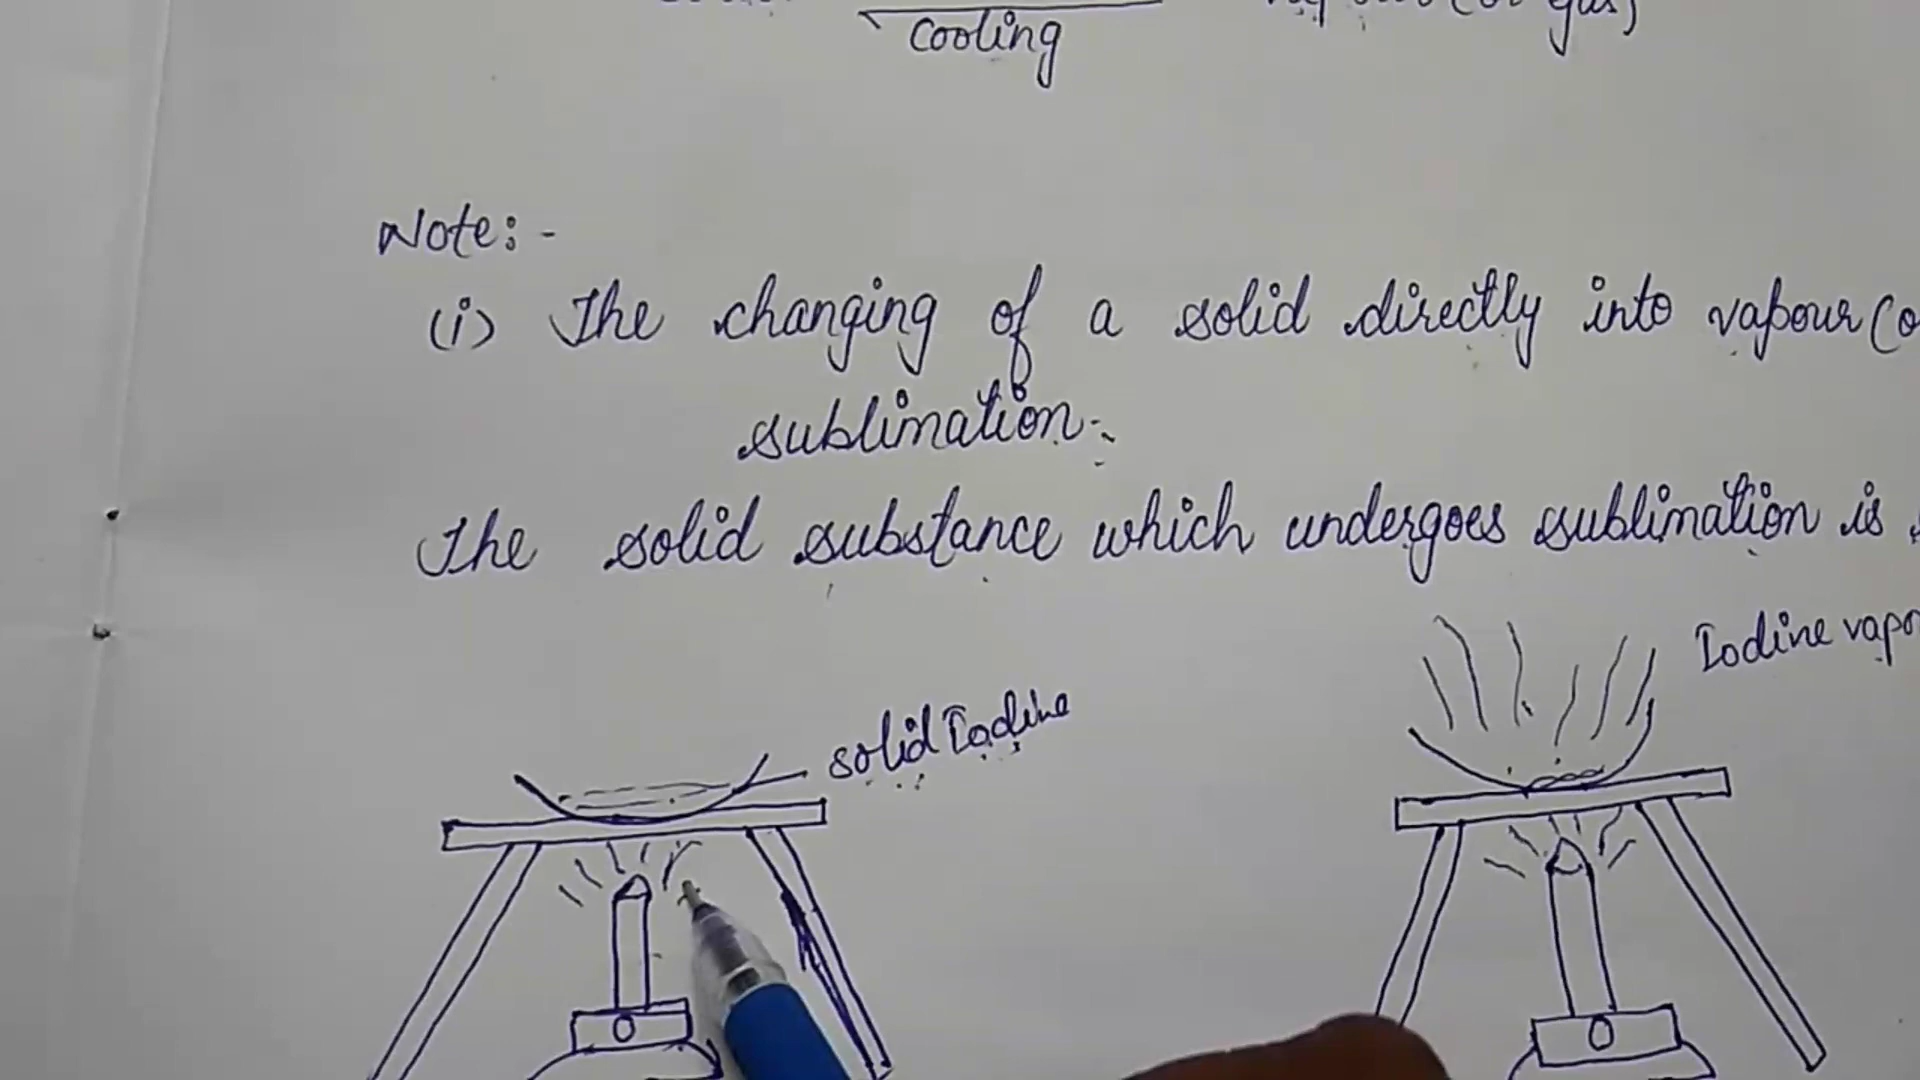 cooling
Note:-
(i) The changing of a solid directly into vapour (
sublimation.
The solid substance which undergoes sublimation is
Iodine vapo
solid Iodine